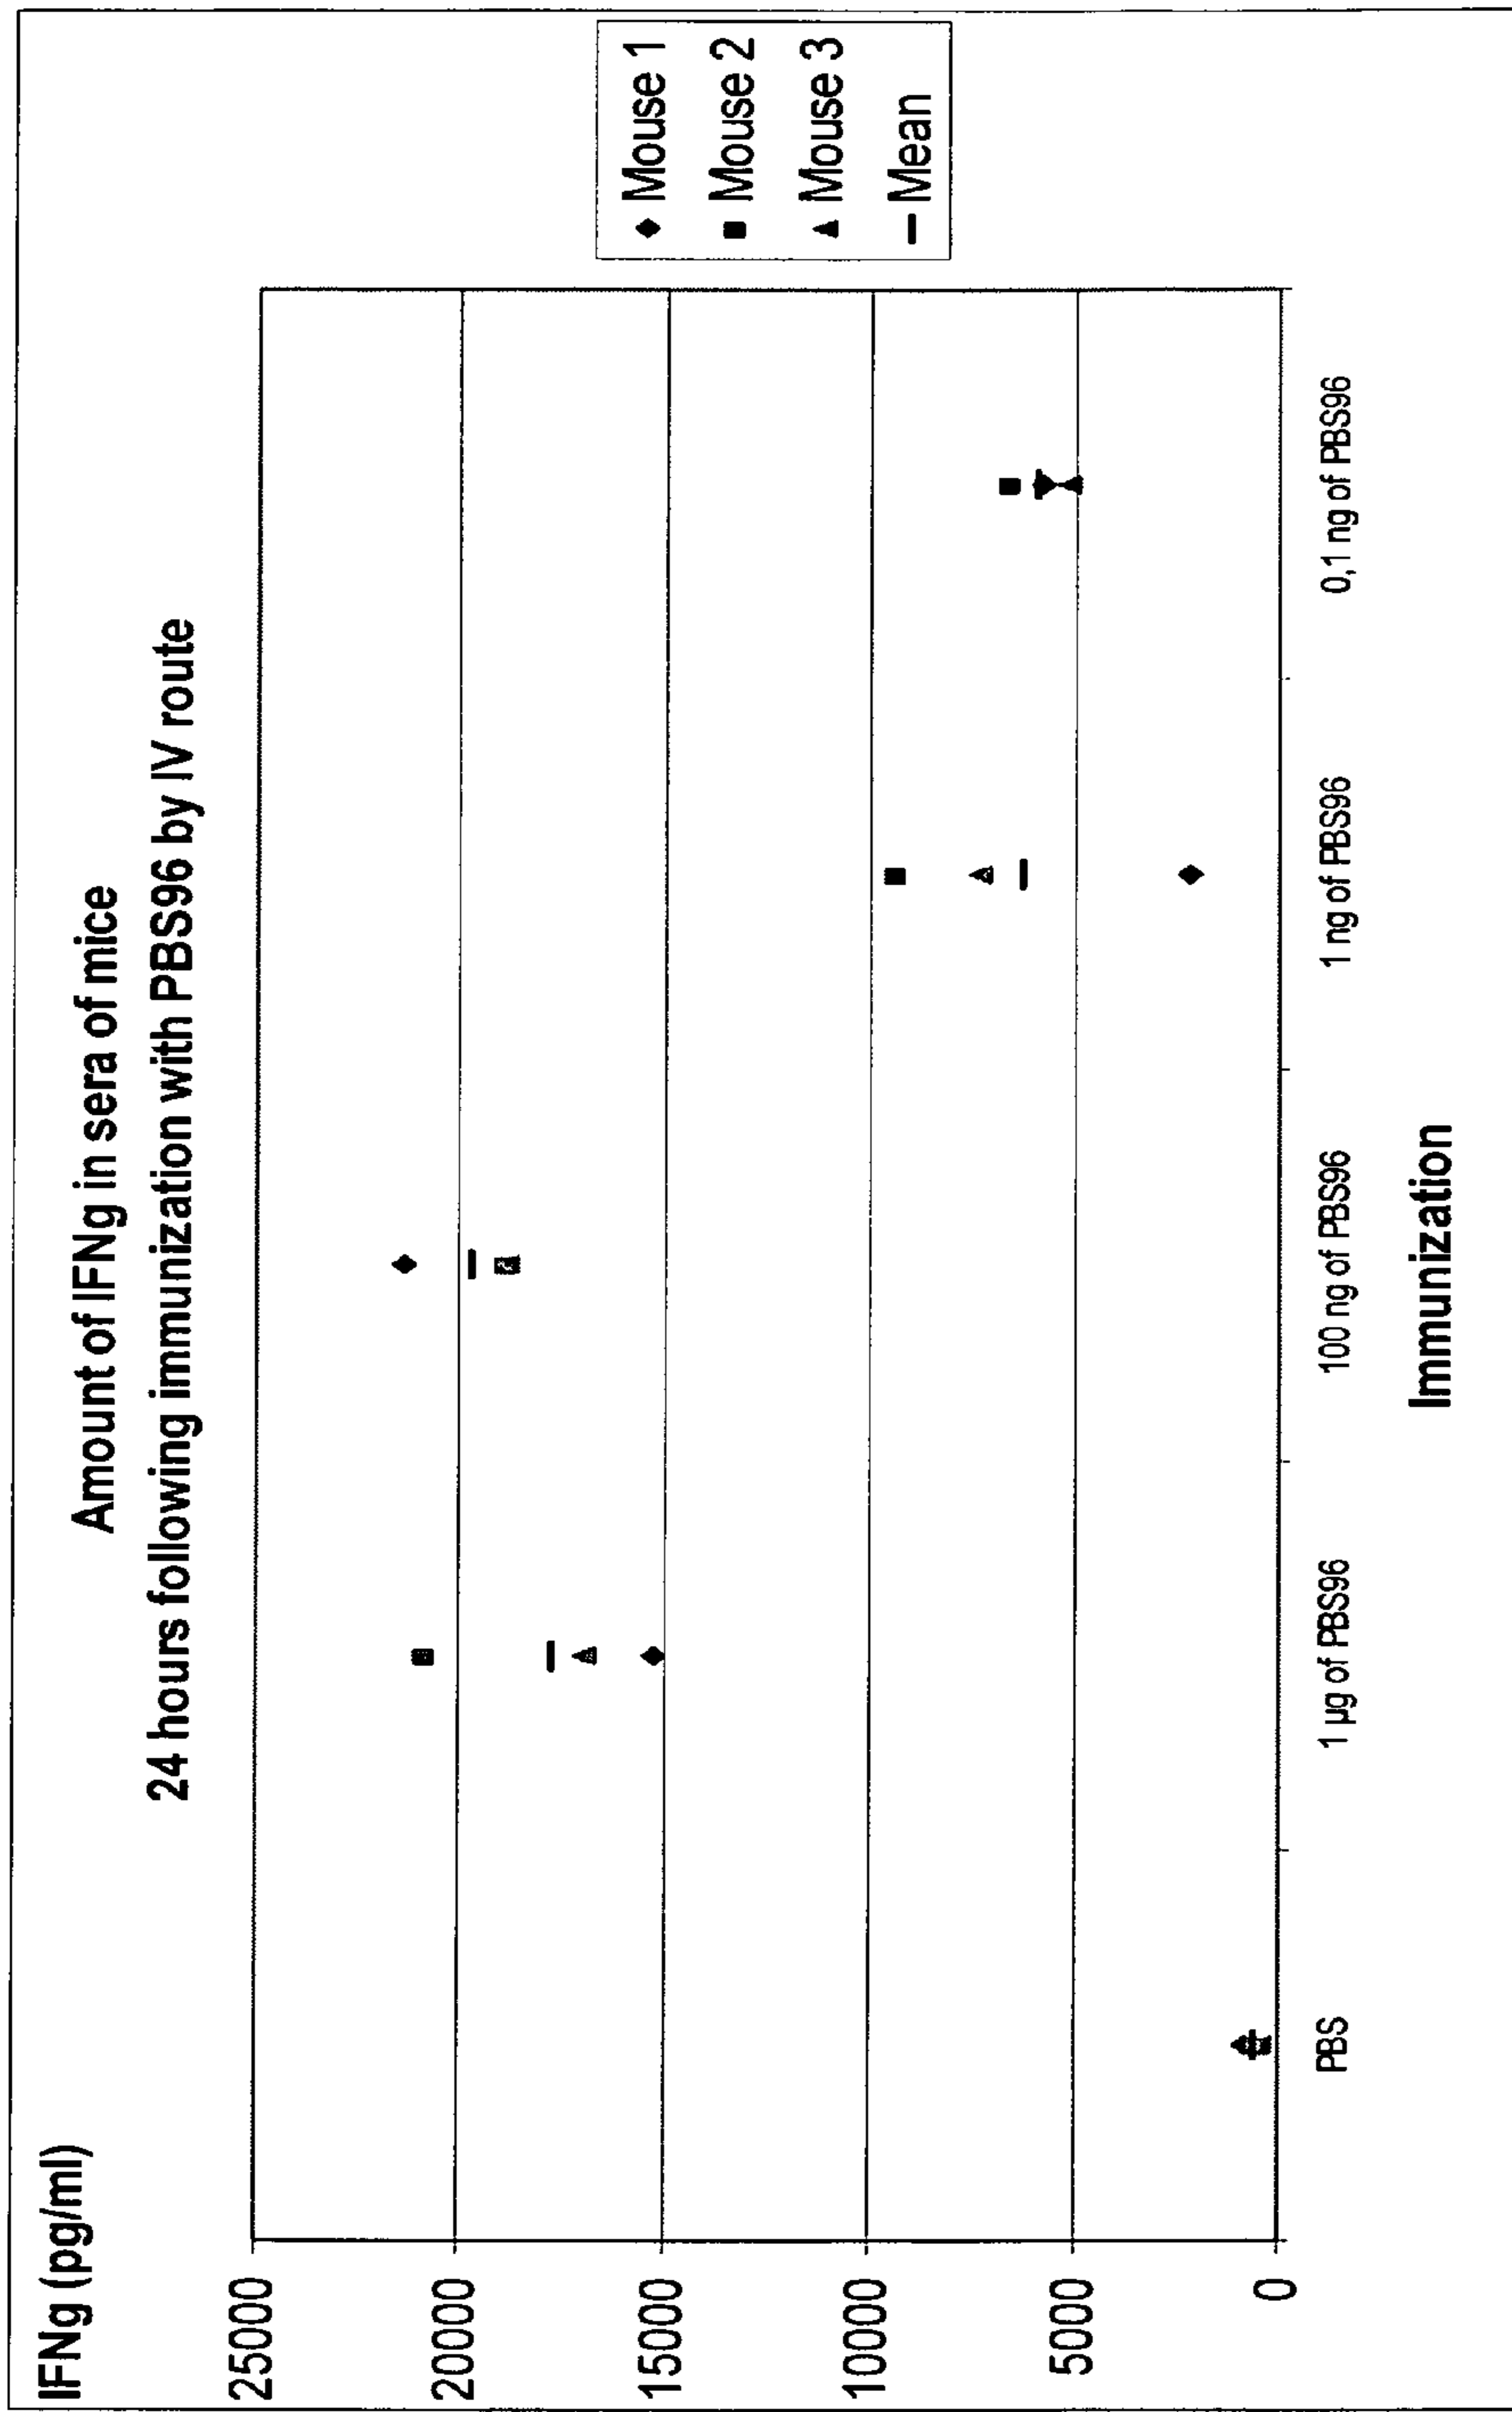 Amount of IFNg in sera of mice
24 hours following immunization with PBS96 by IV route
IFNg (pg/ml)
25000
20000
15000
10000
5000
0
PBS
1 µg of PBS96
100 ng of PBS96
1 ng of PBS96
0,1 ng of PBS96
Immunization
Mouse 1
Mouse 2
Mouse 3
Mean